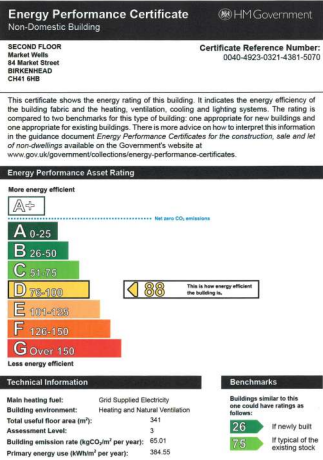 Energy Performance Certificate
HM Government
Non-Domestic Building
SECOND FLOOR
Market Wells
84 Market Street
BIRKENHEAD
CH41 6HB
Certificate Reference Number:
0040-4923-0321-4381-5070
This certificate shows the energy rating of this building. It indicates the energy efficiency of
the building fabric and the heating, ventilation, cooling and lighting systems. The rating is
compared to two benchmarks for this type of building: one appropriate for new buildings and
one appropriate for existing buildings. There is more advice on how to interpret this information
in the guidance document Energy Performance Certificates for the construction, sale and let
of non-dwellings available on the Government's website at
www.gov.uk/government/collections/energy-performance-certificates.
Energy Performance Asset Rating
More energy efficient
A+
Net zero CO₂ emissions
A 0-25
B 26-50
C 51-75
D 76-100
88
This is how energy efficient
the building is.
E 101-125
F 126-150
G Over 150
Less energy efficient
Technical Information
Main heating fuel: Grid Supplied Electricity
Building environment: Heating and Natural Ventilation
Total useful floor area (m²): 341
Assessment Level: 3
Building emission rate (kgCO₂/m² per year): 65.01
Primary energy use (kWh/m² per year): 384.55
Benchmarks
Buildings similar to this
one could have ratings as
follows:
26 If newly built
75 If typical of the
existing stock